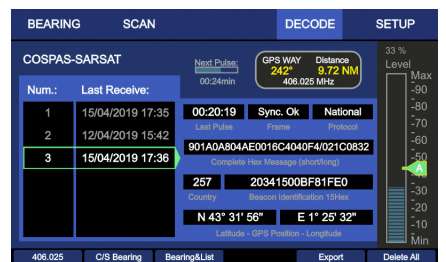 BEARING SCAN DECODE SETUP
COSPAS-SARSAT
Next Pulse:
00:24min
GPS WAY Distance
242° 9.72 NM
406.025 MHz
33 %
Level
Max
-90
-80
-70
-60
-50
A
-30
-20
-10
Min
Num.: Last Receive:
1 15/04/2019 17:35
2 12/04/2019 15:42
3 15/04/2019 17:36
00:20:19 Sync. Ok National
Last Pulse Frame Protocol
901A0A804AE0016C4040F4/021C0832
Complete Hex Message (short/long)
257 20341500BF81FE0
Country Beacon Identification 15Hex
N 43° 31' 56" E 1° 25' 32"
Latitude - GPS Position - Longitude
406.025 C/S Bearing Bearing&List Export Delete All